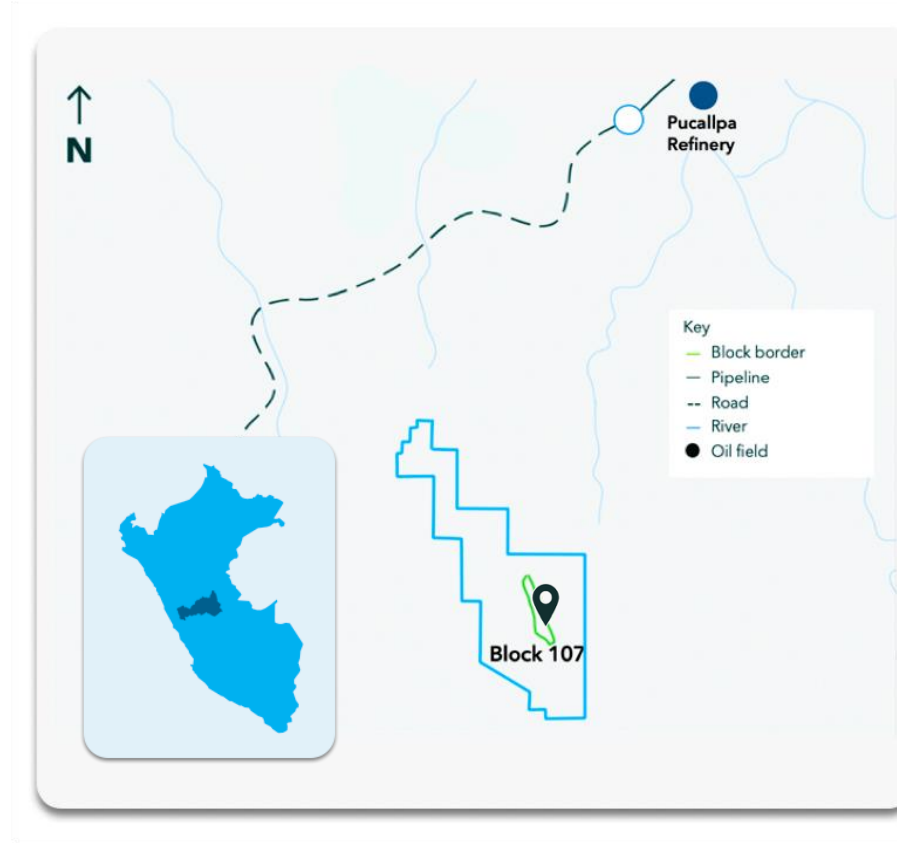 N
Pucallpa
Refinery
Key
Block border
Pipeline
Road
River
Oil field
Block 107